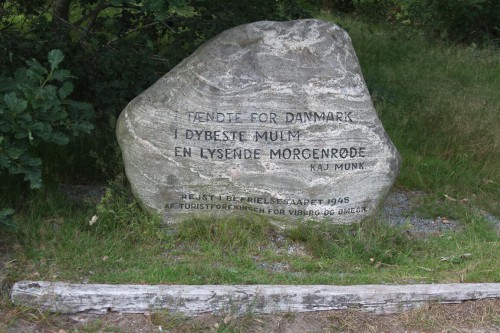 I TÆNDTE FOR DANMARK
I DYBESTE MULM
EN LYSENDE MORGENRØDE
KAJ MUNK.
REJST I BEFRIELSESAARET 1945
AF TURISTFORENINGEN FOR VIBORG OG OMEGN